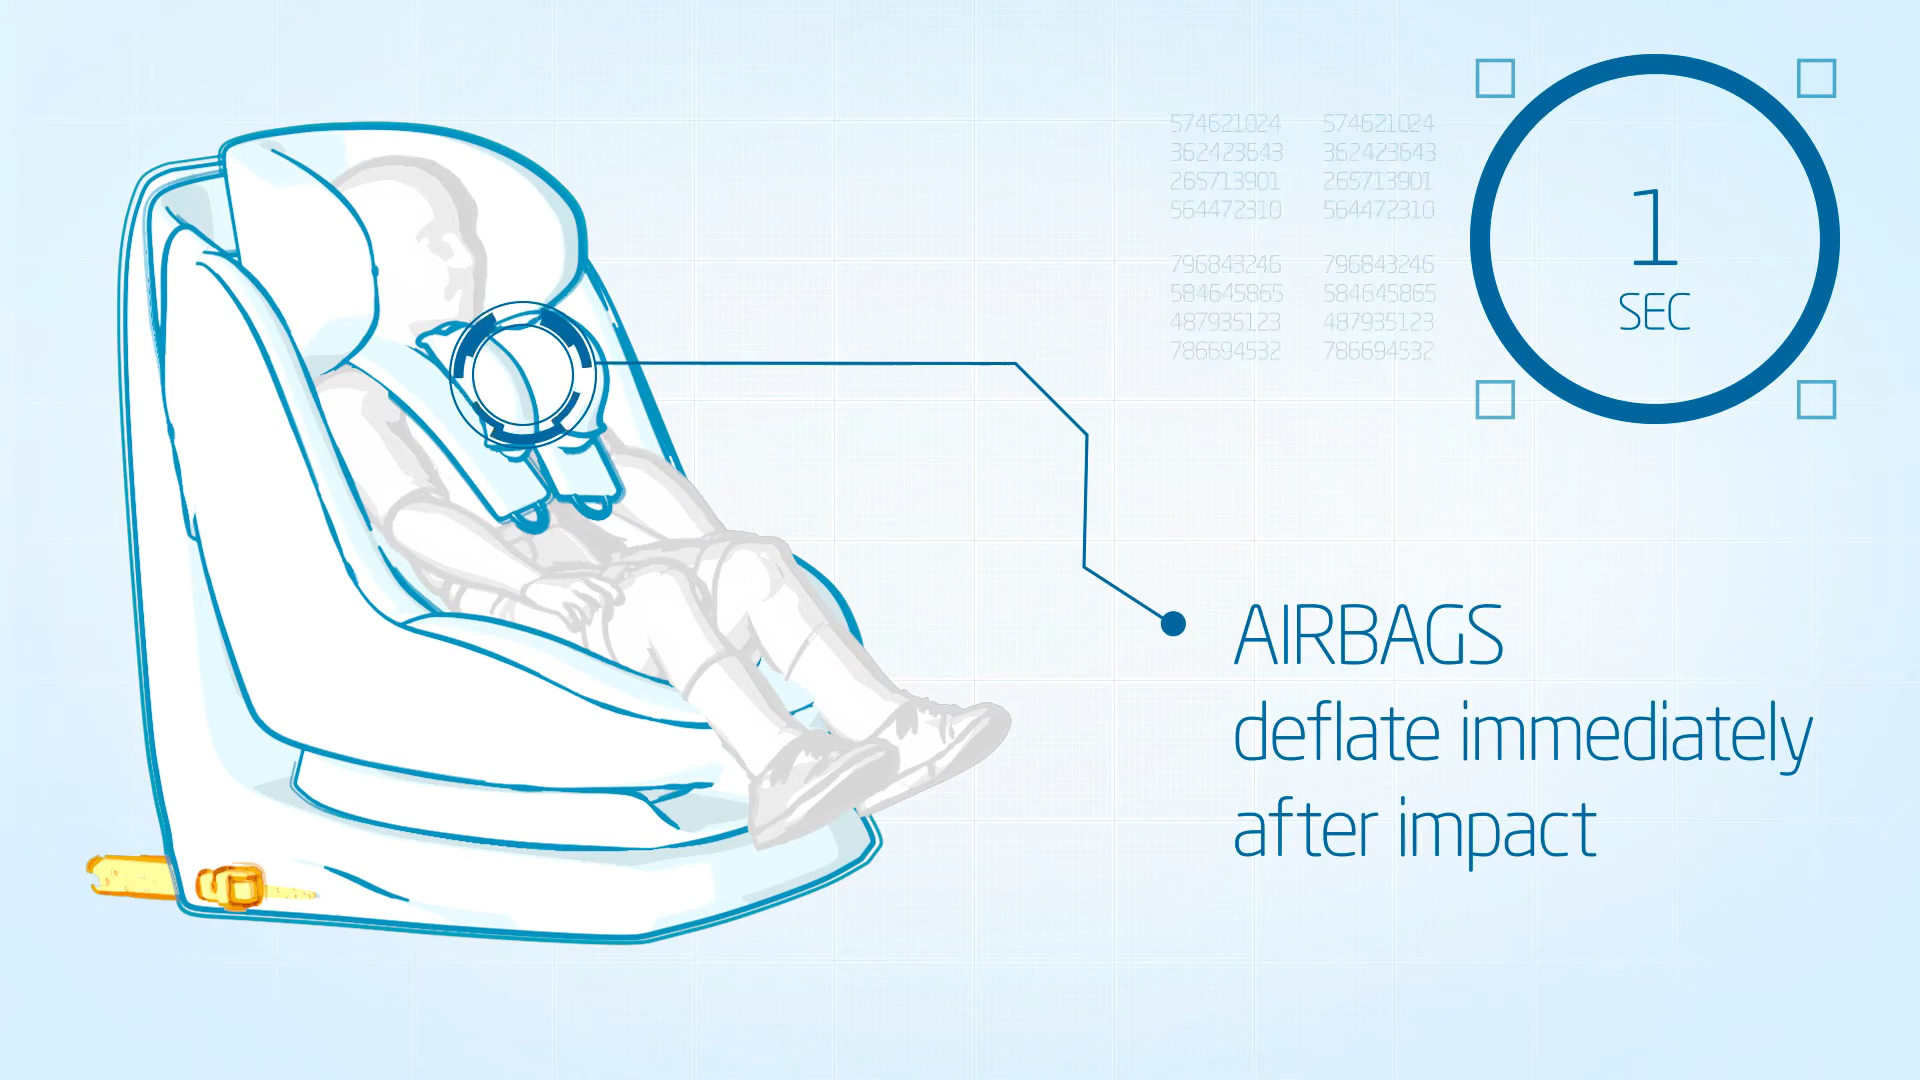 574621024 574621024
362423643 362423643
265713901 265713901
564472310 564472310
796843246 796843246
584645865 584645865
487935123 487935123
786694532 786694532
1
SEC
AIRBAGS
deflate immediately
after impact